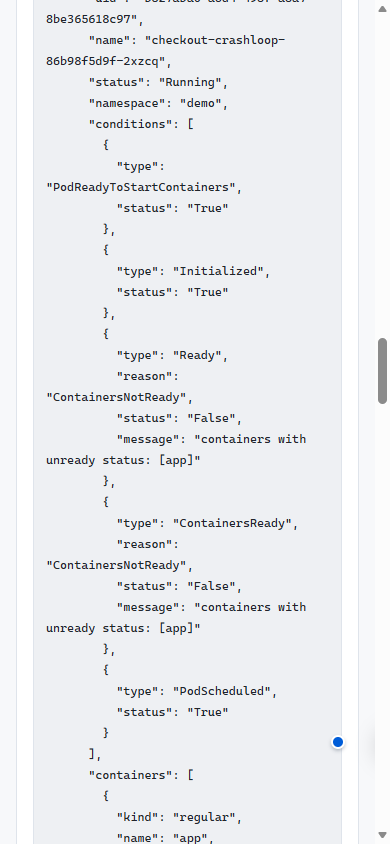 8be365618c97",
"name": "checkout-crashloop-
86b98f5d9f-2xzcq",
"status": "Running",
"namespace": "demo",
"conditions": [
{
"type":
"PodReadyToStartContainers",
"status": "True"
},
{
"type": "Initialized",
"status": "True"
},
{
"type": "Ready",
"reason":
"ContainersNotReady",
"status": "False",
"message": "containers with
unready status: [app]"
},
{
"type": "ContainersReady",
"reason":
"ContainersNotReady",
"status": "False",
"message": "containers with
unready status: [app]"
},
{
"type": "PodScheduled",
"status": "True"
}
],
"containers": [
{
"kind": "regular",
"name": "app",